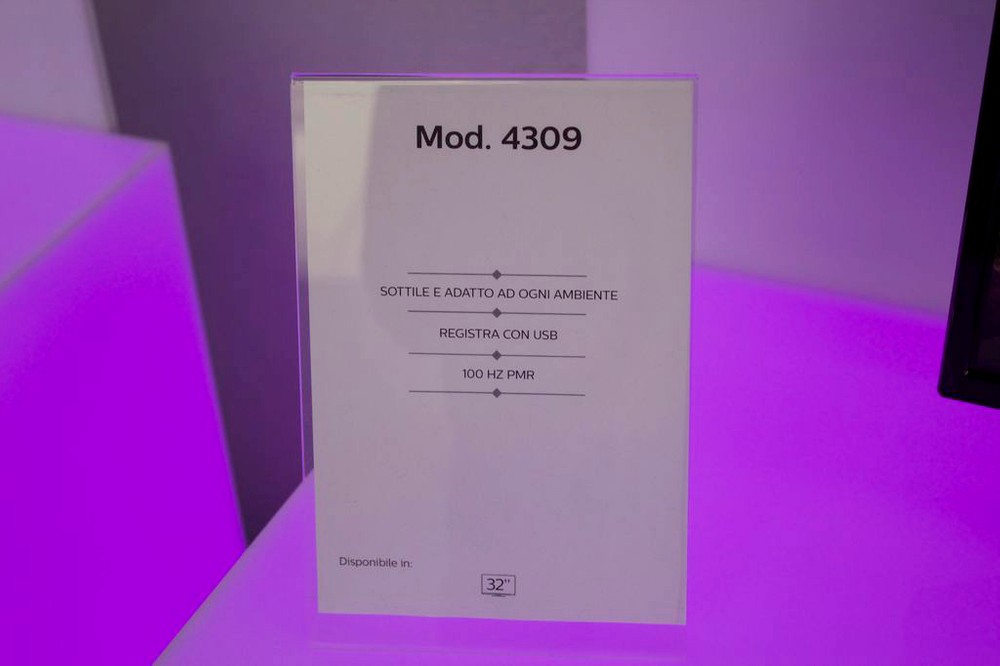 Mod. 4309
SOTTILE E ADATTO AD OGNI AMBIENTE
REGISTRA CON USB
100 HZ PMR
Disponibile in:
32"